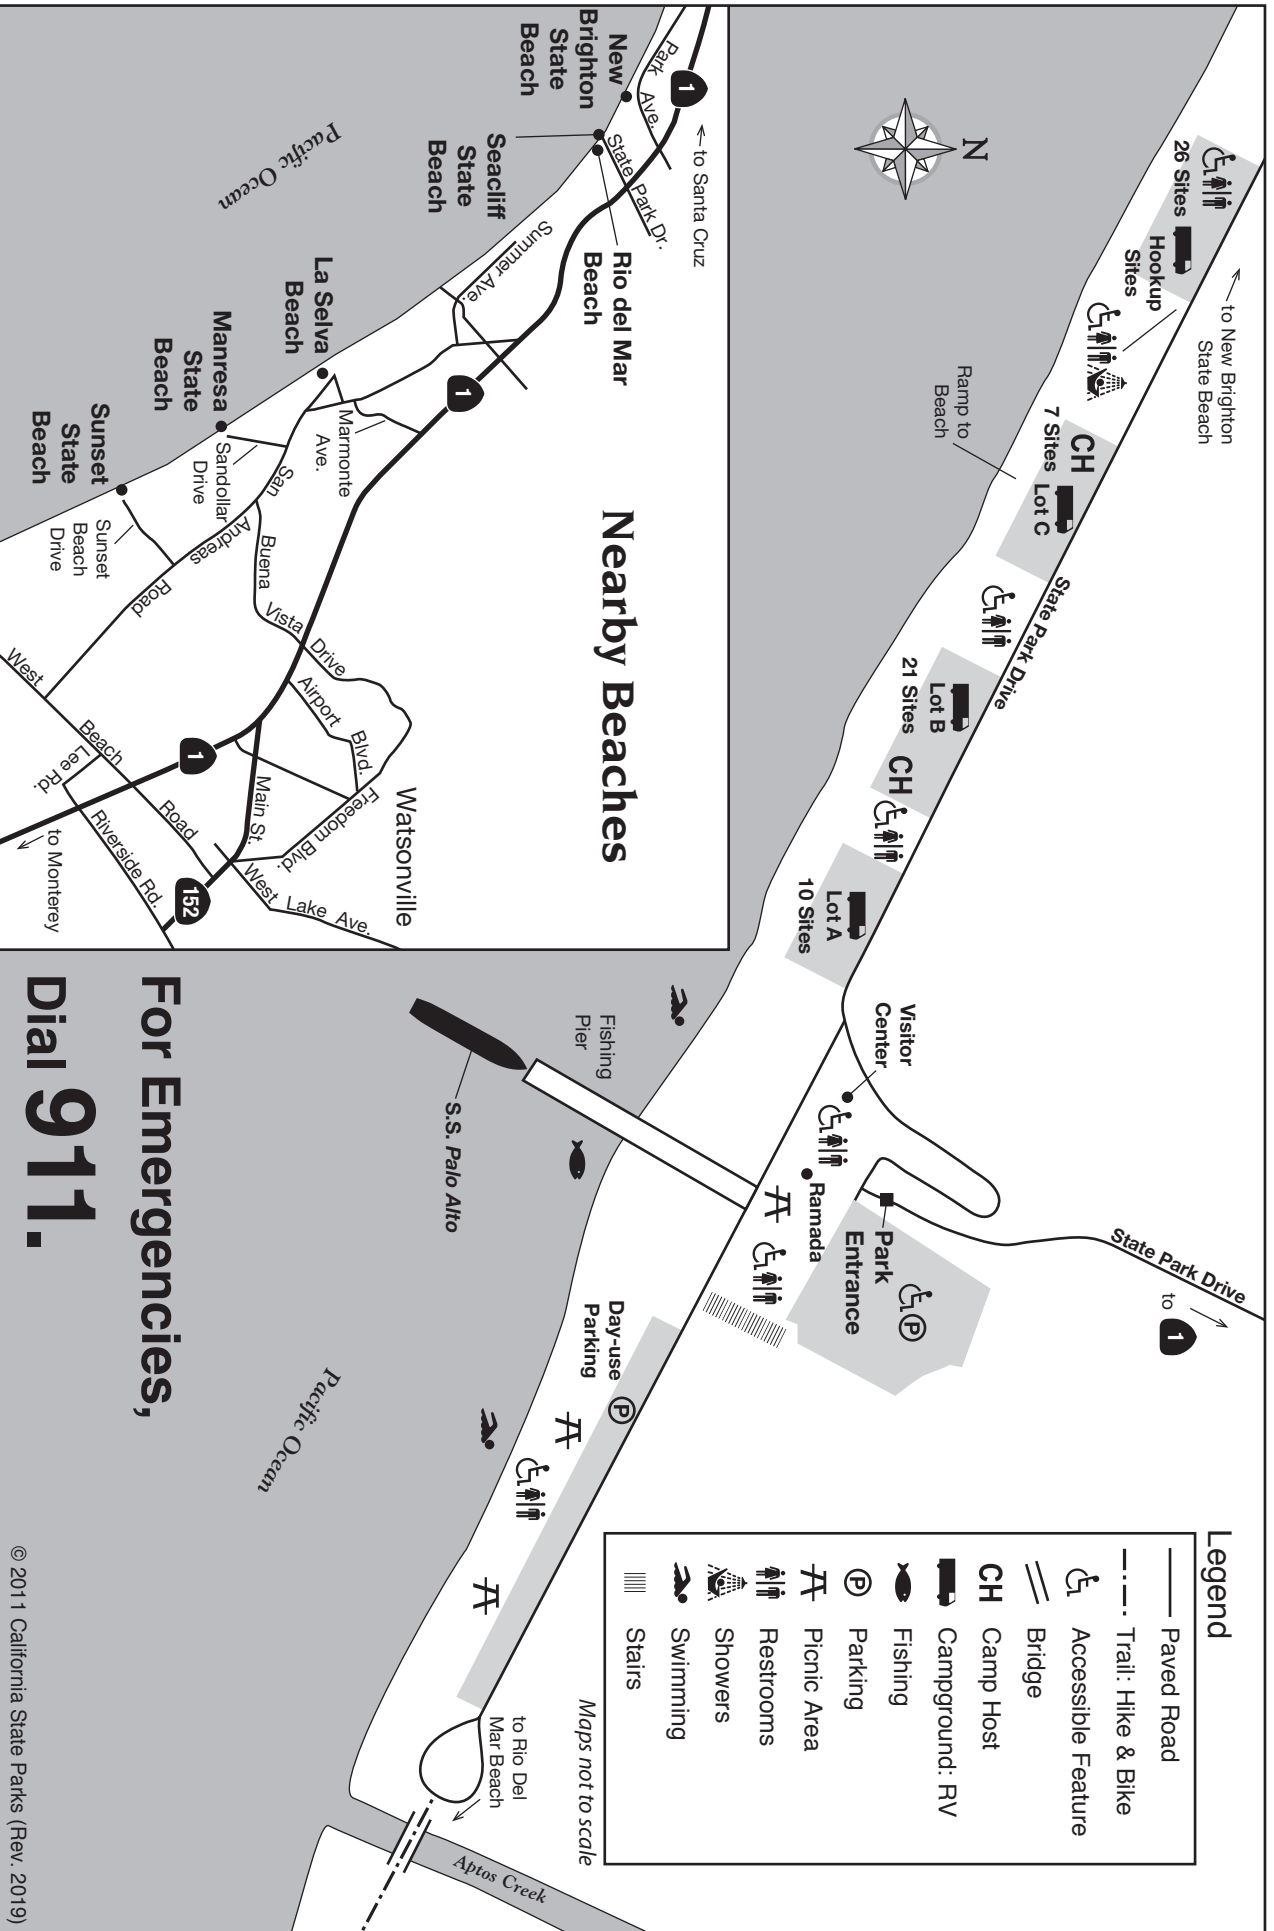 N
to New Brighton
State Beach
26 Sites
Hookup
Sites
Ramp to
Beach
CH
7 Sites
Lot C
State Park Drive
Lot B
21 Sites
CH
Lot A
10 Sites
Visitor
Center
Ramada
Park
Entrance
P
State Park Drive
to
1
Fishing
Pier
S.S. Palo Alto
Day-use
Parking
P
Pacific Ocean
to Rio Del
Mar Beach
Aptos Creek
Legend
Paved Road
Trail: Hike & Bike
Accessible Feature
Bridge
CH Camp Host
Campground: RV
Fishing
P Parking
Picnic Area
Restrooms
Showers
Swimming
Stairs
Maps not to scale
Nearby Beaches
1
to Santa Cruz
Park Ave.
New
Brighton
State
Beach
State Park Dr.
Seacliff
State
Beach
Rio del Mar
Beach
Pacific Ocean
Summer Ave.
La Selva
Beach
1
Marmonte
Ave.
Manresa
State
Beach
Sandollar
Drive
San Andreas Road
Sunset
State
Beach
Sunset
Beach
Drive
Buena Vista Drive
Airport Blvd.
Watsonville
Freedom Blvd.
Main St.
West Beach Road
Lee Rd.
1
Riverside Rd.
152
West Lake Ave.
to Monterey
For Emergencies,
Dial 911.
© 2011 California State Parks (Rev. 2019)